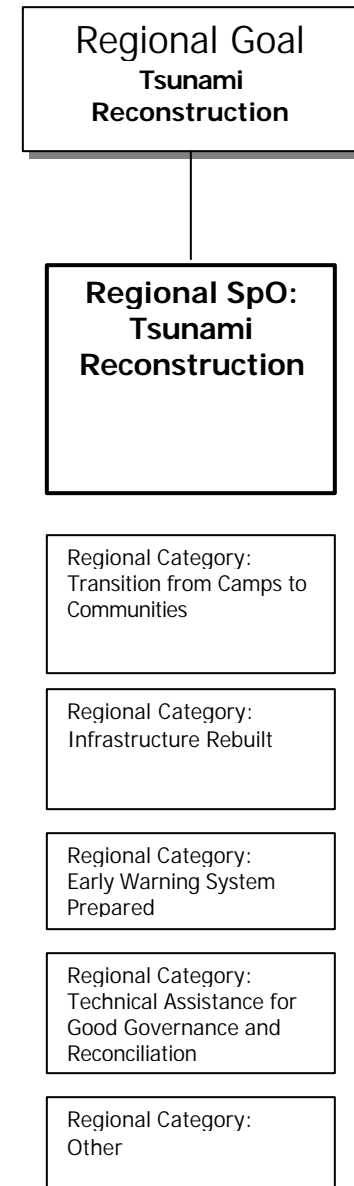 Regional Goal
Tsunami
Reconstruction
Regional SpO:
Tsunami
Reconstruction
Regional Category:
Transition from Camps to
Communities
Regional Category:
Infrastructure Rebuilt
Regional Category:
Early Warning System
Prepared
Regional Category:
Technical Assistance for
Good Governance and
Reconciliation
Regional Category:
Other